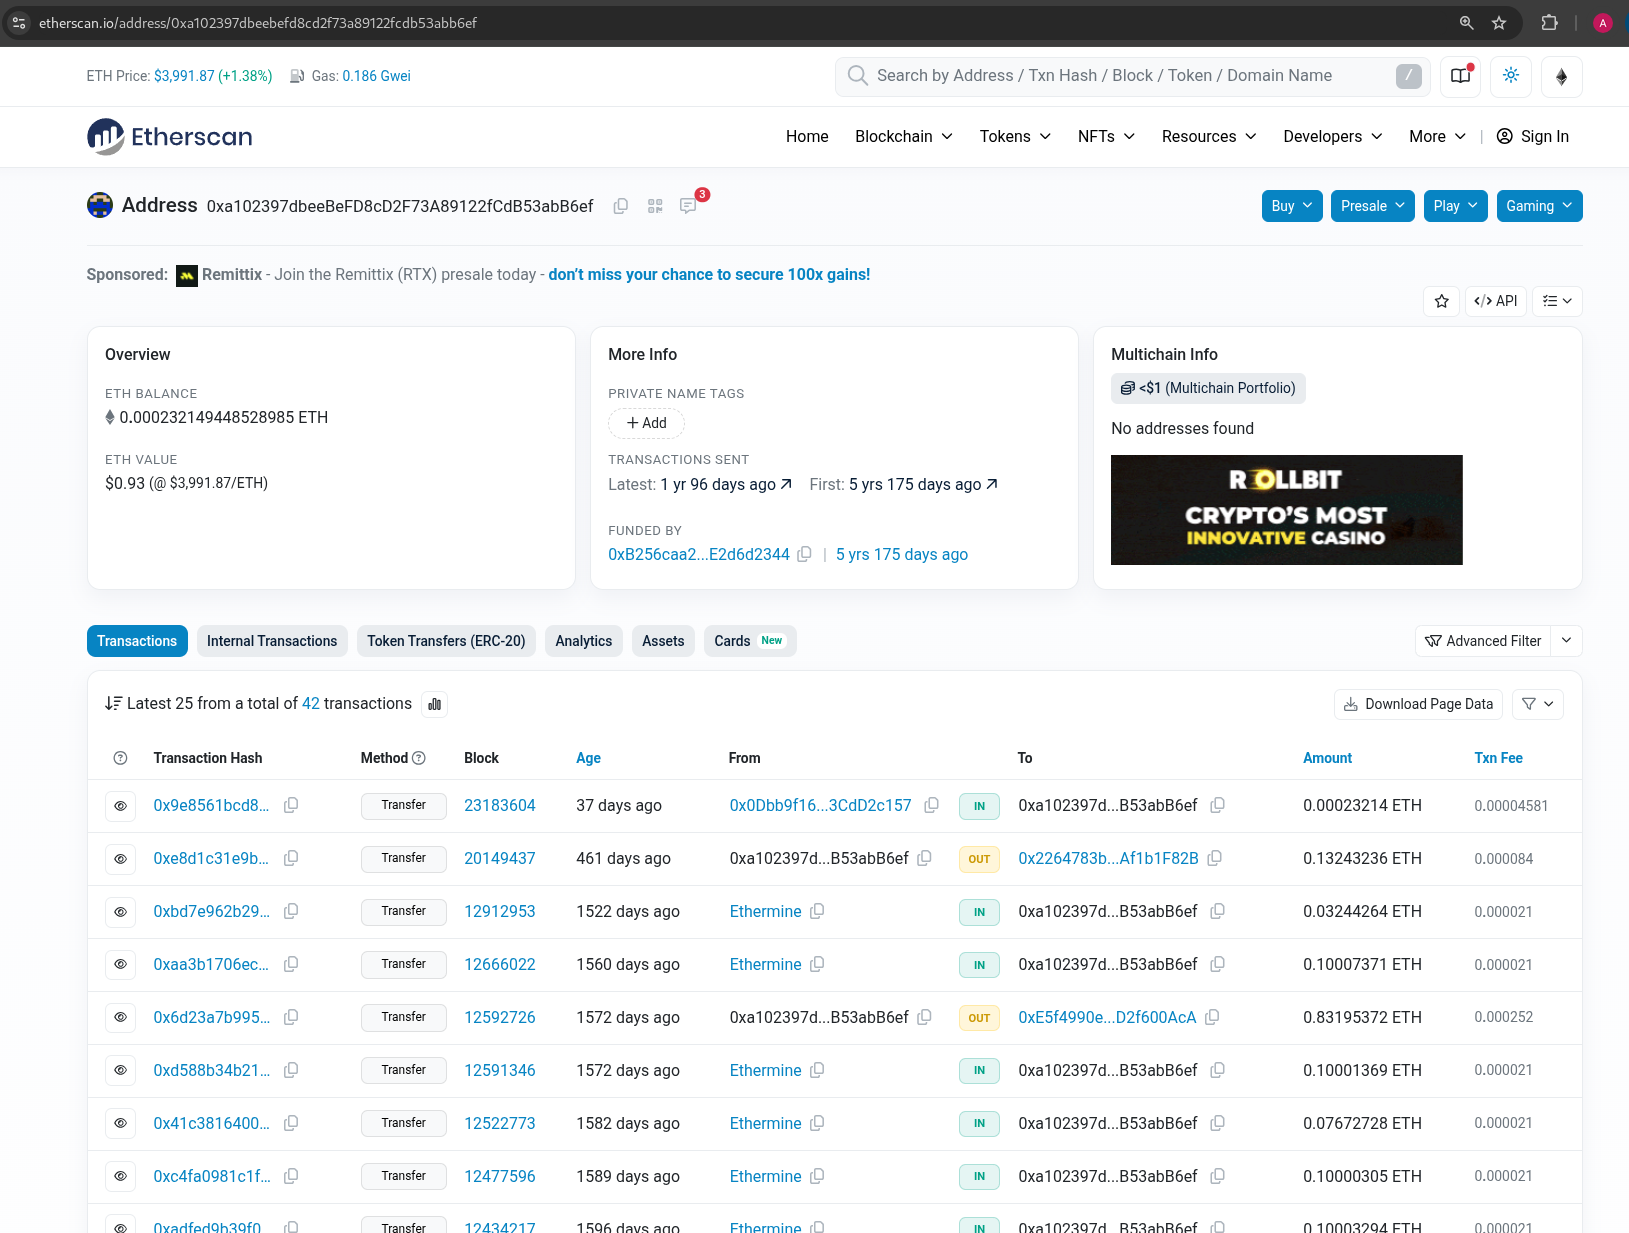 etherscan.io/address/0xa102397dbeebefd8cd2f73a89122fcdb53abb6ef
A
ETH Price: $3,991.87 (+1.38%) Gas: 0.186 Gwei
Search by Address / Txn Hash / Block / Token / Domain Name /
Etherscan
Home Blockchain Tokens NFTs Resources Developers More | Sign In
Address 0xa102397dbeeBeFD8cD2F73A89122fCdB53abB6ef 3
Buy Presale Play Gaming
Sponsored: Remittix - Join the Remittix (RTX) presale today - don’t miss your chance to secure 100x gains!
</> API
Overview
ETH BALANCE
0.000232149448528985 ETH
ETH VALUE
$0.93 (@ $3,991.87/ETH)
More Info
PRIVATE NAME TAGS
+ Add
TRANSACTIONS SENT
Latest: 1 yr 96 days ago First: 5 yrs 175 days ago
FUNDED BY
0xB256caa2...E2d6d2344 | 5 yrs 175 days ago
Multichain Info
<$1 (Multichain Portfolio)
No addresses found
ROLLBIT
CRYPTO’S MOST
INNOVATIVE CASINO
Transactions Internal Transactions Token Transfers (ERC-20) Analytics Assets Cards New
Advanced Filter
Latest 25 from a total of 42 transactions
Download Page Data
Transaction Hash Method Block Age From To Amount Txn Fee
0x9e8561bcd8... Transfer 23183604 37 days ago 0x0Dbb9f16...3CdD2c157 IN 0xa102397d...B53abB6ef 0.00023214 ETH 0.00004581
0xe8d1c31e9b... Transfer 20149437 461 days ago 0xa102397d...B53abB6ef OUT 0x2264783b...Af1b1F82B 0.13243236 ETH 0.000084
0xbd7e962b29... Transfer 12912953 1522 days ago Ethermine IN 0xa102397d...B53abB6ef 0.03244264 ETH 0.000021
0xaa3b1706ec... Transfer 12666022 1560 days ago Ethermine IN 0xa102397d...B53abB6ef 0.10007371 ETH 0.000021
0x6d23a7b995... Transfer 12592726 1572 days ago 0xa102397d...B53abB6ef OUT 0xE5f4990e...D2f600AcA 0.83195372 ETH 0.000252
0xd588b34b21... Transfer 12591346 1572 days ago Ethermine IN 0xa102397d...B53abB6ef 0.10001369 ETH 0.000021
0x41c3816400... Transfer 12522773 1582 days ago Ethermine IN 0xa102397d...B53abB6ef 0.07672728 ETH 0.000021
0xc4fa0981c1f... Transfer 12477596 1589 days ago Ethermine IN 0xa102397d...B53abB6ef 0.10000305 ETH 0.000021
0xadfed9b39f0... Transfer 12434217 1596 days ago Ethermine IN 0xa102397d...B53abB6ef 0.10003294 ETH 0.000021